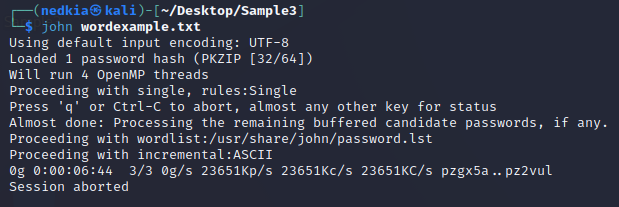 ┌──(nedkia㉿kali)-[~/Desktop/Sample3]
└─$ john wordexample.txt
Using default input encoding: UTF-8
Loaded 1 password hash (PKZIP [32/64])
Will run 4 OpenMP threads
Proceeding with single, rules:Single
Press 'q' or Ctrl-C to abort, almost any other key for status
Almost done: Processing the remaining buffered candidate passwords, if any.
Proceeding with wordlist:/usr/share/john/password.lst
Proceeding with incremental:ASCII
0g 0:00:06:44  3/3 0g/s 23651Kp/s 23651Kc/s 23651KC/s pzgx5a..pz2vul
Session aborted